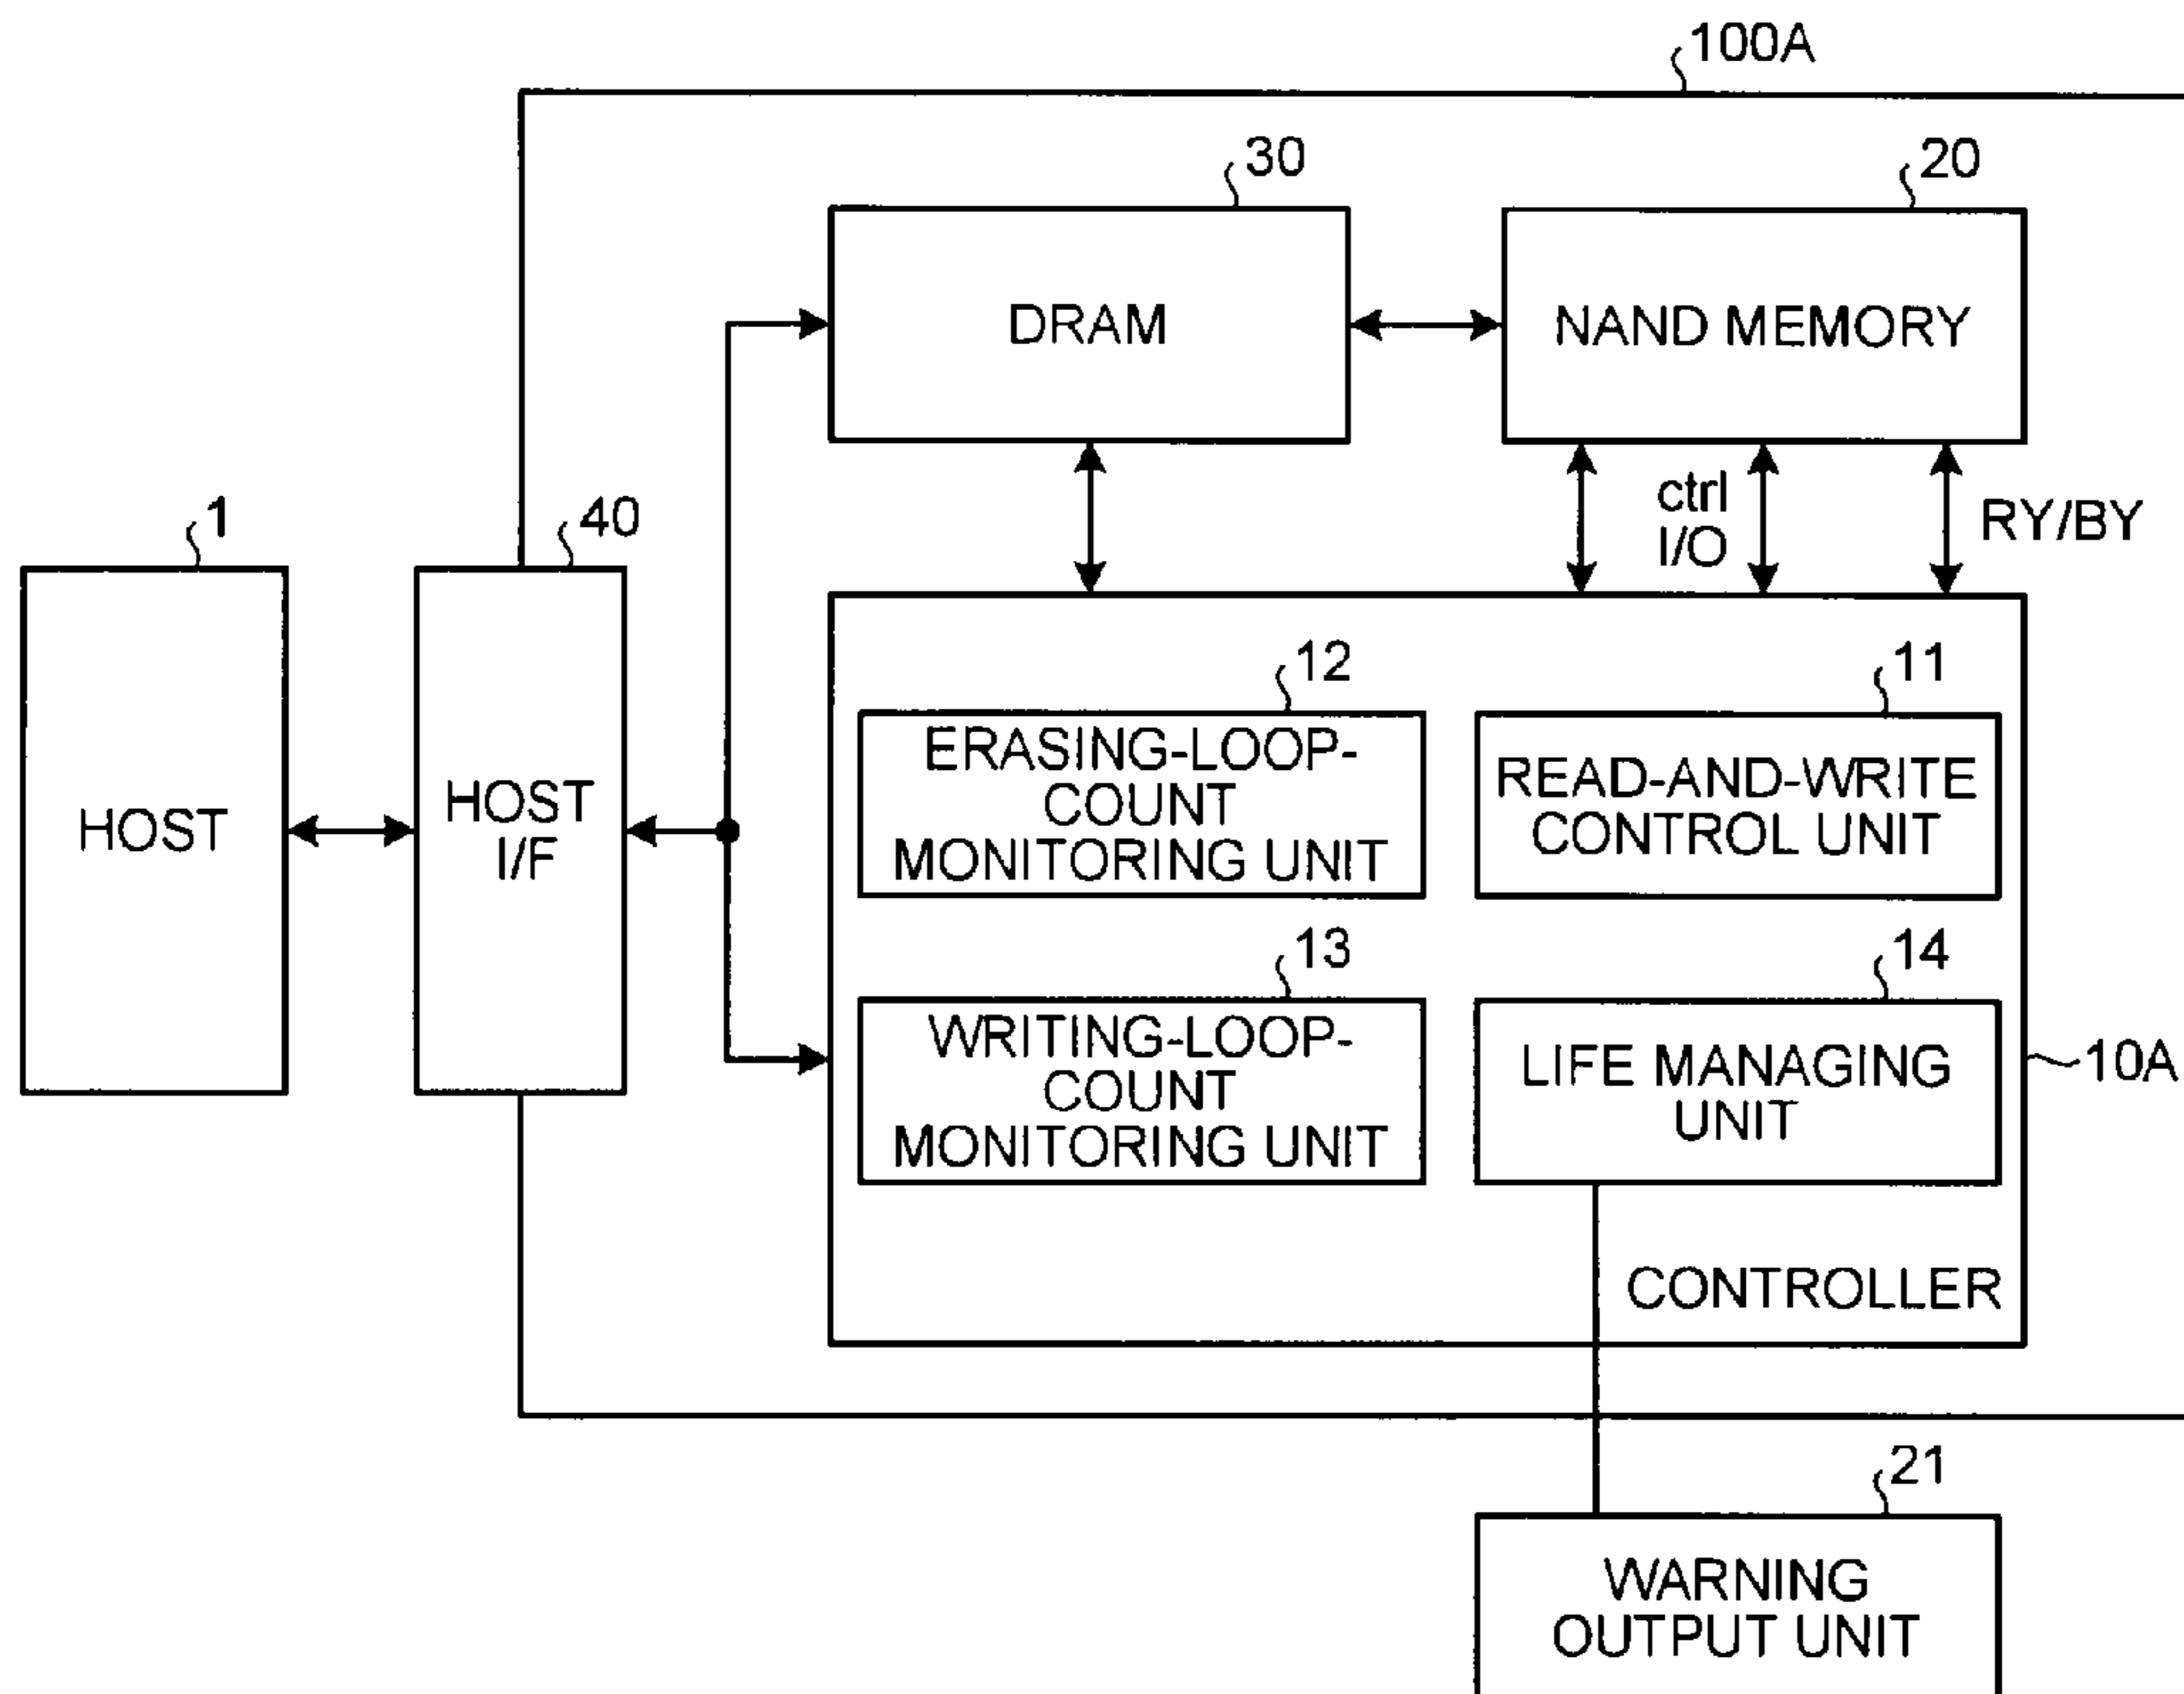 100A
30
20
DRAM
NAND MEMORY
1
40
ctrl
I/O
RY/BY
HOST
HOST
I/F
12
11
ERASING-LOOP-
COUNT
MONITORING UNIT
READ-AND-WRITE
CONTROL UNIT
13
14
WRITING-LOOP-
COUNT
MONITORING UNIT
LIFE MANAGING
UNIT
10A
CONTROLLER
21
WARNING
OUTPUT UNIT